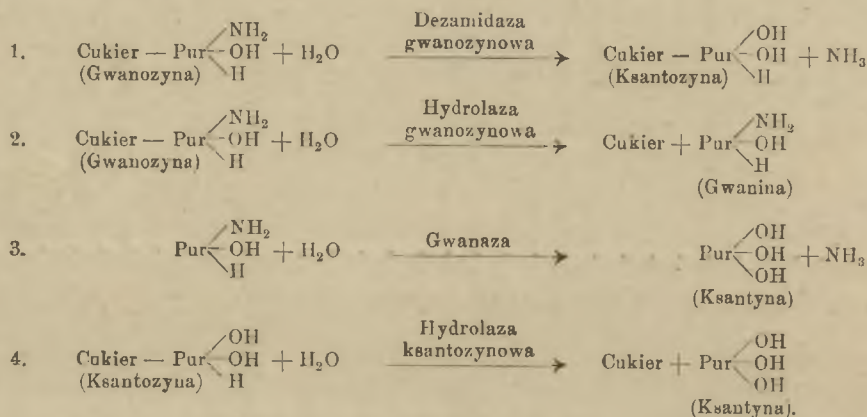 Dezamidaza
gwanozynowa
1. Cukier — Pur NH₂ OH H + H₂O → Cukier — Pur OH OH H + NH₃
(Gwanozyna) (Ksantozyna)
Hydrolaza
gwanozynowa
2. Cukier — Pur NH₂ OH H + H₂O → Cukier + Pur NH₂ OH H
(Gwanozyna) (Gwanina)
3. Pur NH₂ OH H + H₂O Gwanaza → Pur OH OH OH + NH₃
(Ksantyna)
Hydrolaza
ksantozynowa
4. Cukier — Pur OH OH H + H₂O → Cukier + Pur OH OH OH
(Ksantozyna) (Ksantyna).